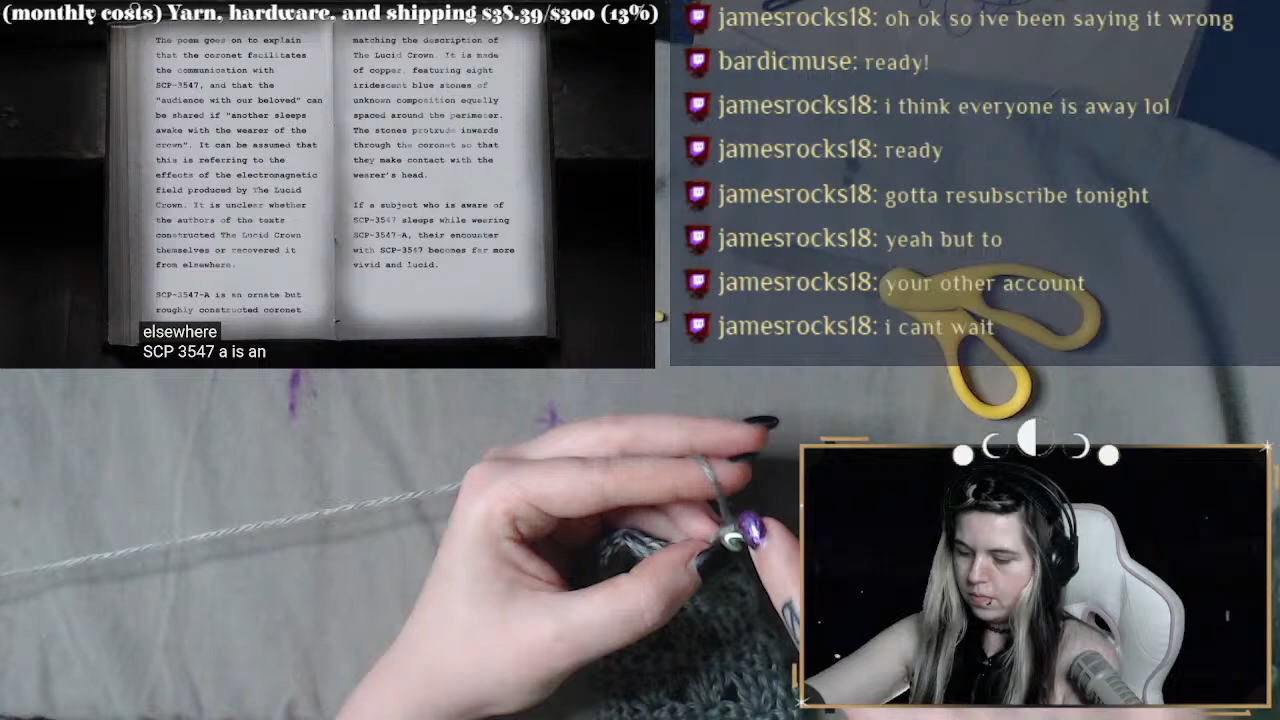 (monthly costs) Yarn, hardware, and shipping $38.39/$300 (13%)
The poem goes on to explain
that the coronet facilitates
the communication with
SCP-3547, and that the
"audience with our beloved" can
be shared if "another sleeps
awake with the wearer of the
crown". It can be assumed that
this is referring to the
effects of the electromagnetic
field produced by The Lucid
Crown. It is unclear whether
the authors of the texts
constructed The Lucid Crown
themselves or recovered it
from elsewhere.
SCP-3547-A is an ornate but
roughly constructed coronet
matching the description of
The Lucid Crown. It is made
of copper, featuring eight
iridescent blue stones of
unknown composition equally
spaced around the perimeter.
The stones protrude inwards
through the coronet so that
they make contact with the
wearer's head.
If a subject who is aware of
SCP-3547 sleeps while wearing
SCP-3547-A, their encounter
with SCP-3547 becomes far more
vivid and lucid.
elsewhere
SCP 3547 a is an
jamesrocks18: oh ok so ive been saying it wrong
bardicmuse: ready!
jamesrocks18: i think everyone is away lol
jamesrocks18: ready
jamesrocks18: gotta resubscribe tonight
jamesrocks18: yeah but to
jamesrocks18: your other account
jamesrocks18: i cant wait